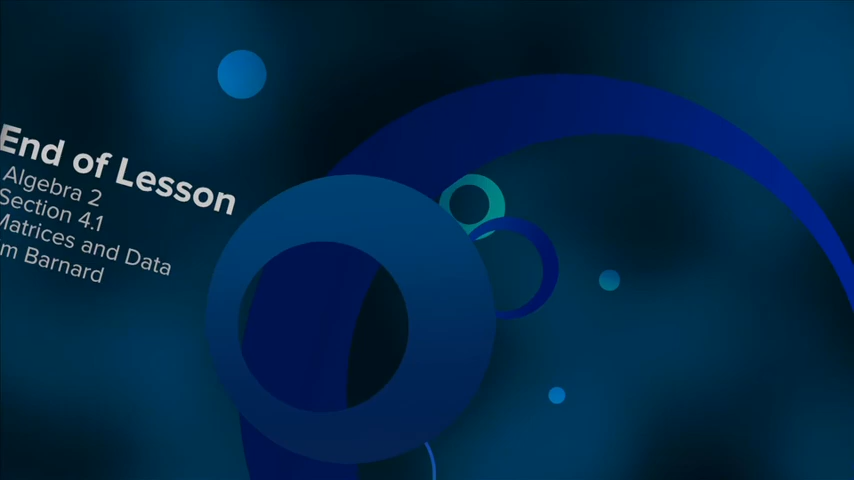 End of Lesson
Algebra 2
Section 4.1
Matrices and Data
m Barnard